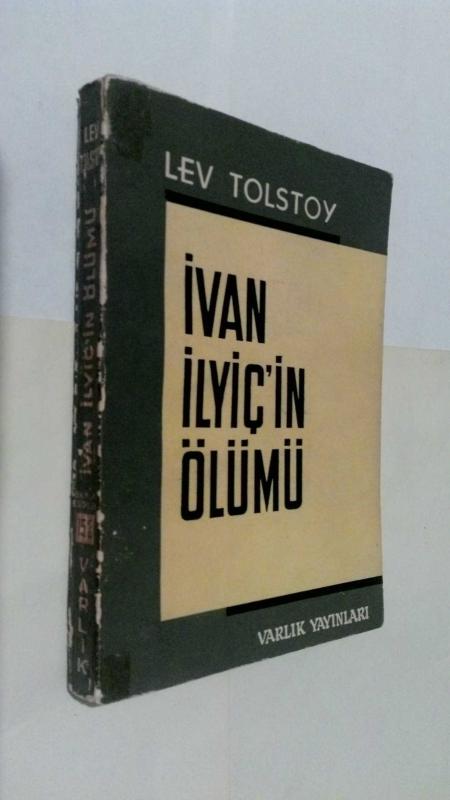 LEV TOLSTOY
İVAN
İLYİÇ'İN
ÖLÜMÜ
VARLIK YAYINLARI
LEV
TOLSTOY
İVAN İLYİÇ'İN ÖLÜMÜ
VARLIK